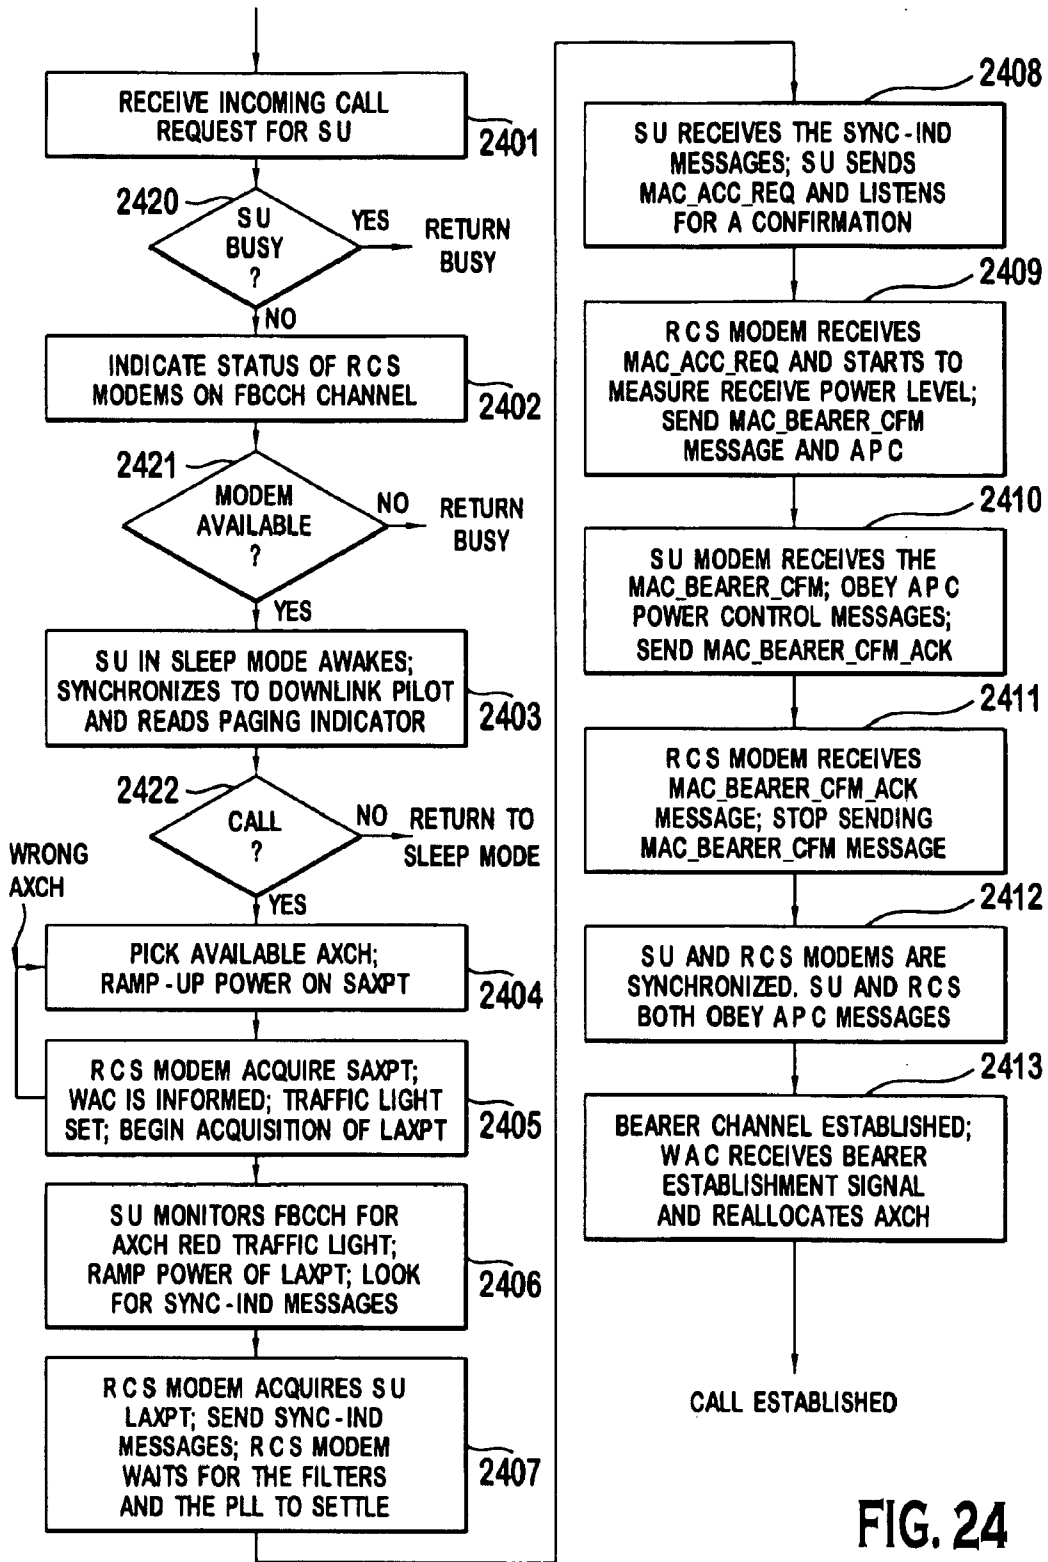 RECEIVE INCOMING CALL
REQUEST FOR SU
2401
2420
SU
BUSY
?
YES
RETURN
BUSY
NO
INDICATE STATUS OF RCS
MODEMS ON FBCCH CHANNEL
2402
2421
MODEM
AVAILABLE
?
NO
RETURN
BUSY
YES
SU IN SLEEP MODE AWAKES;
SYNCHRONIZES TO DOWNLINK PILOT
AND READS PAGING INDICATOR
2403
2422
CALL
?
NO
RETURN TO
SLEEP MODE
WRONG
AXCH
YES
PICK AVAILABLE AXCH;
RAMP-UP POWER ON SAXPT
2404
RCS MODEM ACQUIRE SAXPT;
WAC IS INFORMED; TRAFFIC LIGHT
SET; BEGIN ACQUISITION OF LAXPT
2405
SU MONITORS FBCCH FOR
AXCH RED TRAFFIC LIGHT;
RAMP POWER OF LAXPT; LOOK
FOR SYNC-IND MESSAGES
2406
RCS MODEM ACQUIRES SU
LAXPT; SEND SYNC-IND
MESSAGES; RCS MODEM
WAITS FOR THE FILTERS
AND THE PLL TO SETTLE
2407
2408
SU RECEIVES THE SYNC-IND
MESSAGES; SU SENDS
MAC_ACC_REQ AND LISTENS
FOR A CONFIRMATION
2409
RCS MODEM RECEIVES
MAC_ACC_REQ AND STARTS TO
MEASURE RECEIVE POWER LEVEL;
SEND MAC_BEARER_CFM
MESSAGE AND APC
2410
SU MODEM RECEIVES THE
MAC_BEARER_CFM; OBEY APC
POWER CONTROL MESSAGES;
SEND MAC_BEARER_CFM_ACK
2411
RCS MODEM RECEIVES
MAC_BEARER_CFM_ACK
MESSAGE; STOP SENDING
MAC_BEARER_CFM MESSAGE
2412
SU AND RCS MODEMS ARE
SYNCHRONIZED. SU AND RCS
BOTH OBEY APC MESSAGES
2413
BEARER CHANNEL ESTABLISHED;
WAC RECEIVES BEARER
ESTABLISHMENT SIGNAL
AND REALLOCATES AXCH
CALL ESTABLISHED
FIG. 24